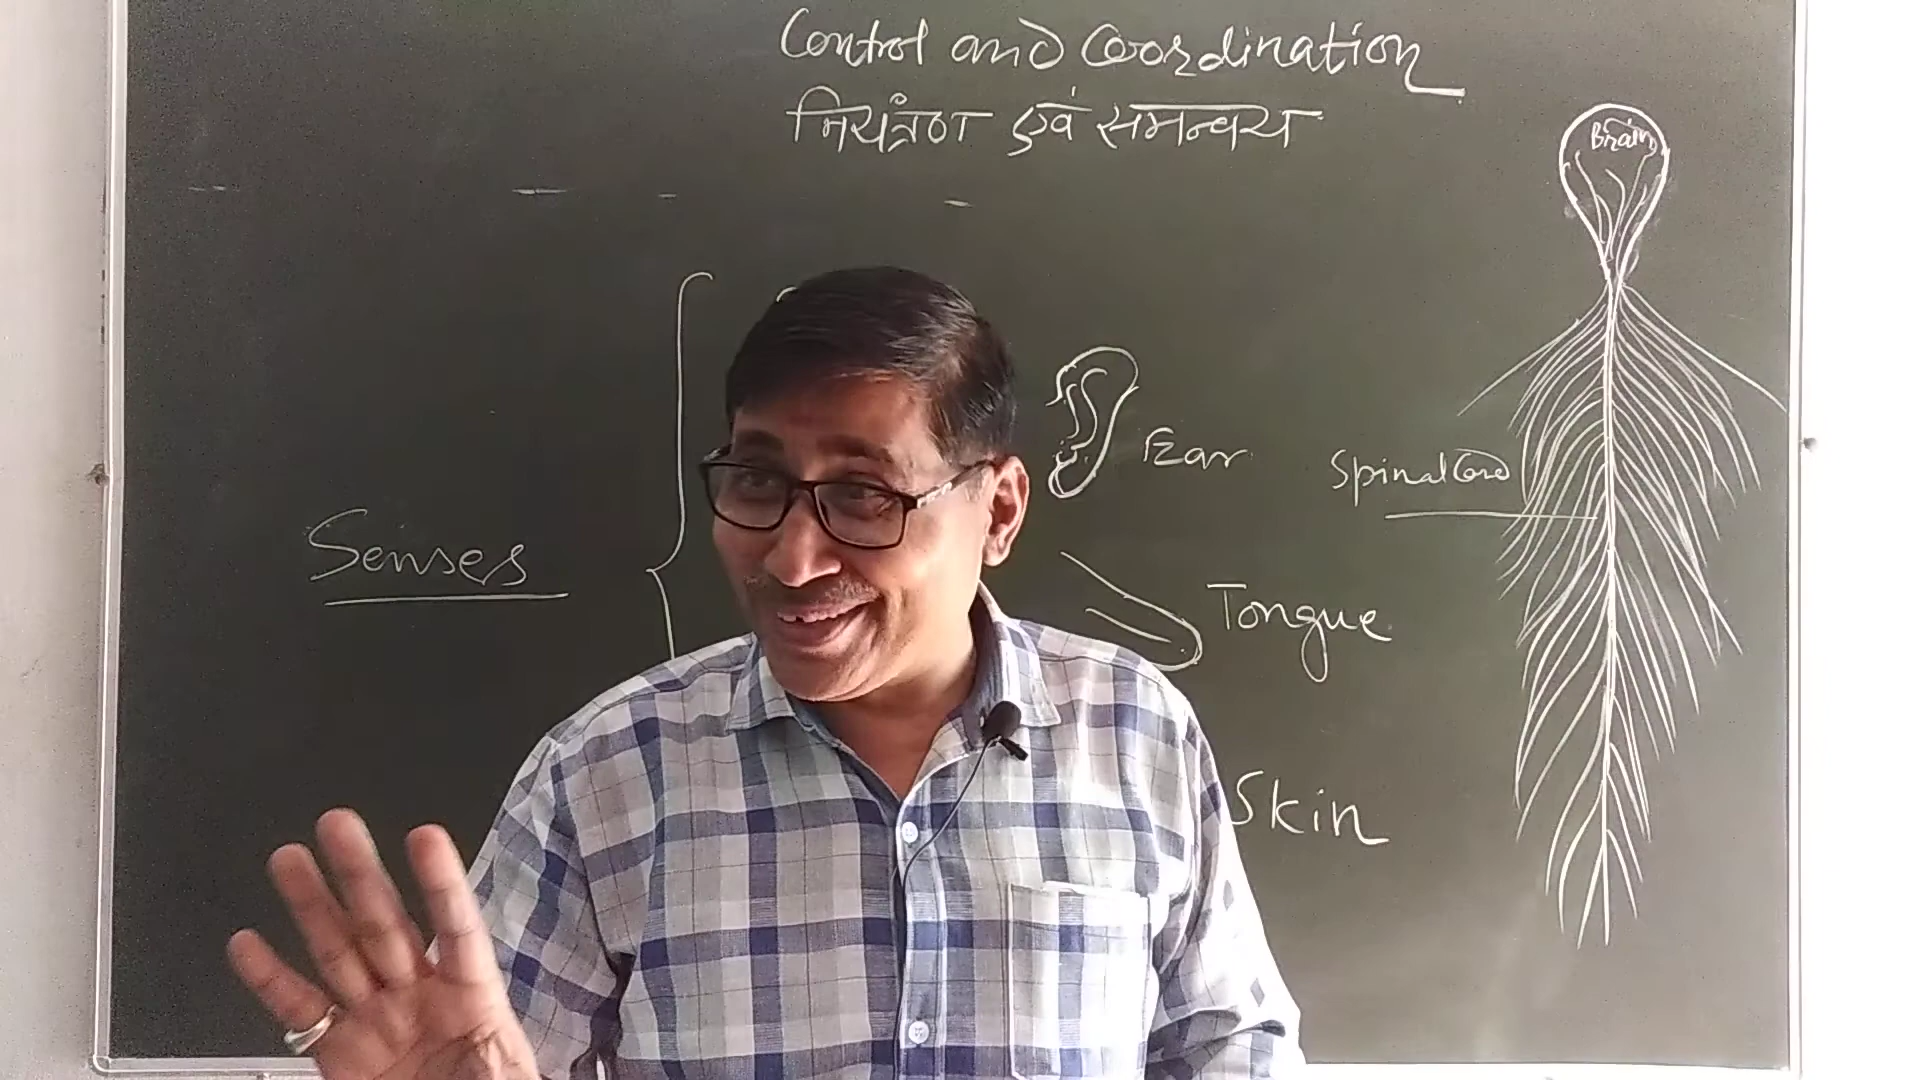 Control and Coordination
नियंत्रण एवं समन्वय
Brain
Ear
Spinal Cord
Senses
Tongue
Skin